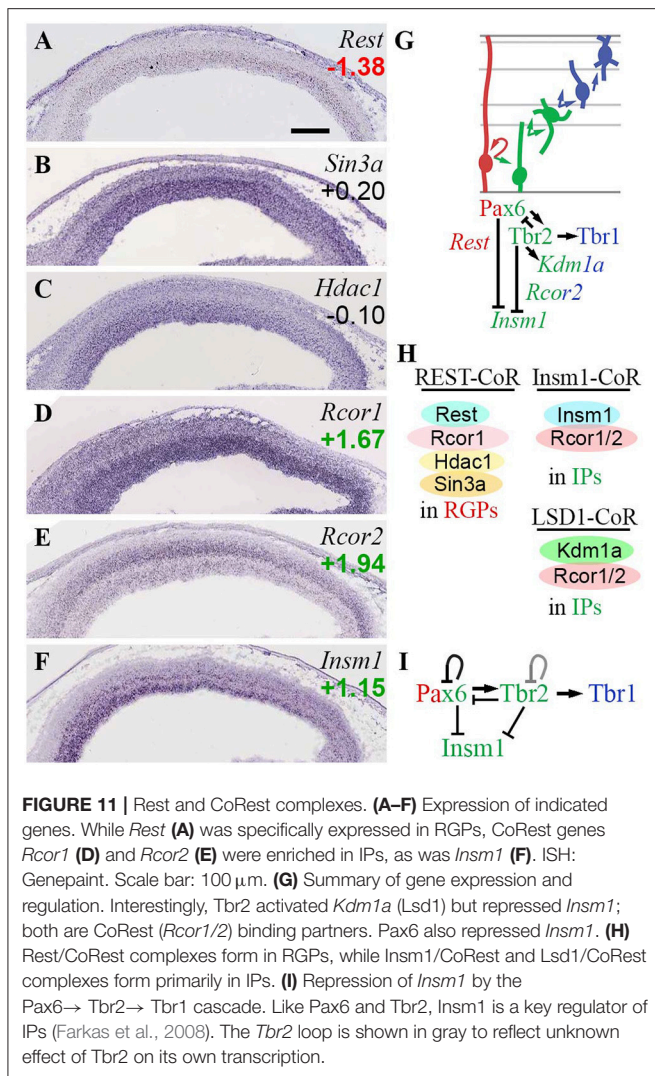 A
Rest
-1.38
B
Sin3a
+0.20
C
Hdac1
-0.10
D
Rcor1
+1.67
E
Rcor2
+1.94
F
Insm1
+1.15
G
Pax6
Rest
Tbr2
Tbr1
Kdm1a
Rcor2
Insm1
H
REST-CoR
Rest
Rcor1
Hdac1
Sin3a
in RGPs
Insm1-CoR
Insm1
Rcor1/2
in IPs
LSD1-CoR
Kdm1a
Rcor1/2
in IPs
I
Pax6
Tbr2
Tbr1
Insm1
FIGURE 11 | Rest and CoRest complexes. (A–F) Expression of indicated
genes. While Rest (A) was specifically expressed in RGPs, CoRest genes
Rcor1 (D) and Rcor2 (E) were enriched in IPs, as was Insm1 (F). ISH:
Genepaint. Scale bar: 100 μm. (G) Summary of gene expression and
regulation. Interestingly, Tbr2 activated Kdm1a (Lsd1) but repressed Insm1;
both are CoRest (Rcor1/2) binding partners. Pax6 also repressed Insm1. (H)
Rest/CoRest complexes form in RGPs, while Insm1/CoRest and Lsd1/CoRest
complexes form primarily in IPs. (I) Repression of Insm1 by the
Pax6→ Tbr2→ Tbr1 cascade. Like Pax6 and Tbr2, Insm1 is a key regulator of
IPs (Farkas et al., 2008). The Tbr2 loop is shown in gray to reflect unknown
effect of Tbr2 on its own transcription.